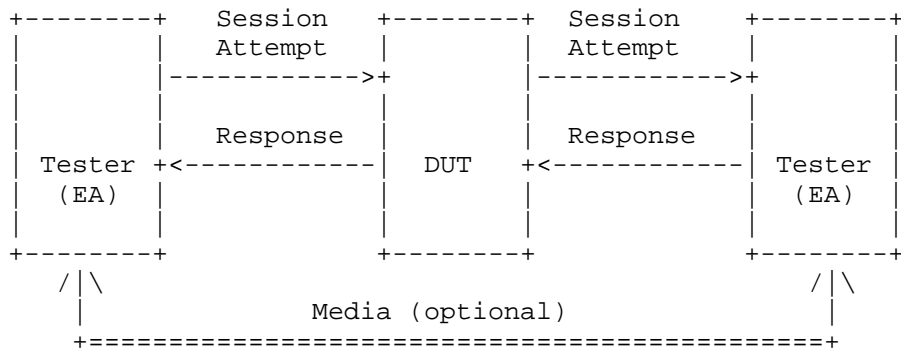 Session Session
Attempt Attempt
Response Response
Tester DUT Tester
(EA) (EA)
Media (optional)